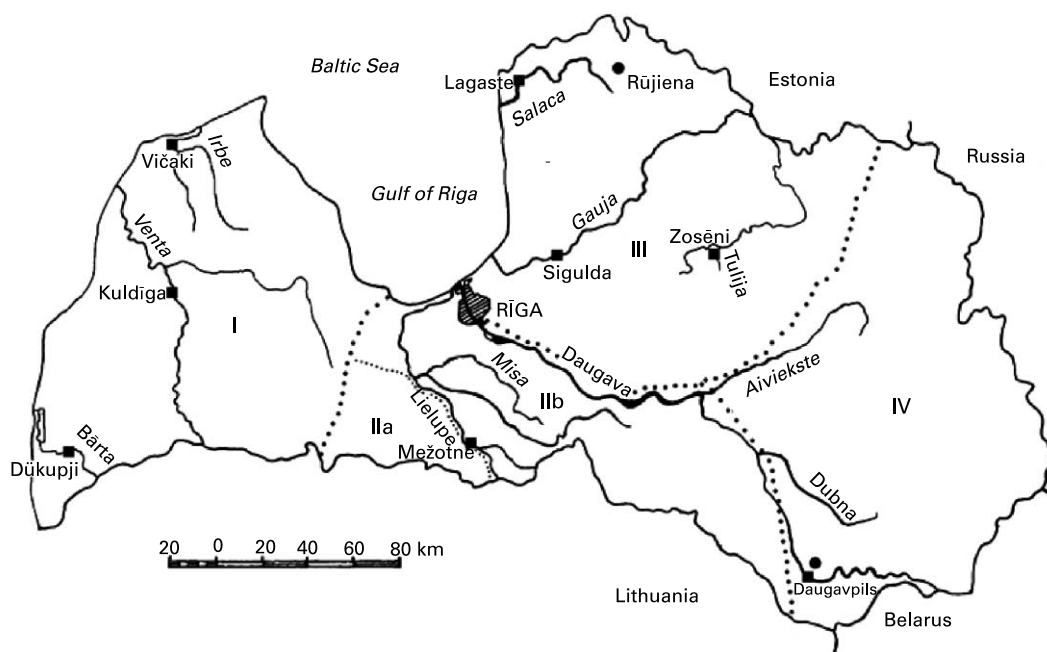 Baltic Sea
Estonia
Lagaste
Rūjiena
Salaca
Irbe
Vičaki
Russia
Gulf of Riga
Gauja
Venta
Zosēni
III
Sigulda
Tulija
Kuldīga
RĪGA
I
Daugava
Misa
Aiviekste
IIb
IV
IIa
Lielupe
Bārta
Mežotne
Dükupji
Dubna
20 0 20 40 60 80 km
Lithuania
Daugavpils
Belarus